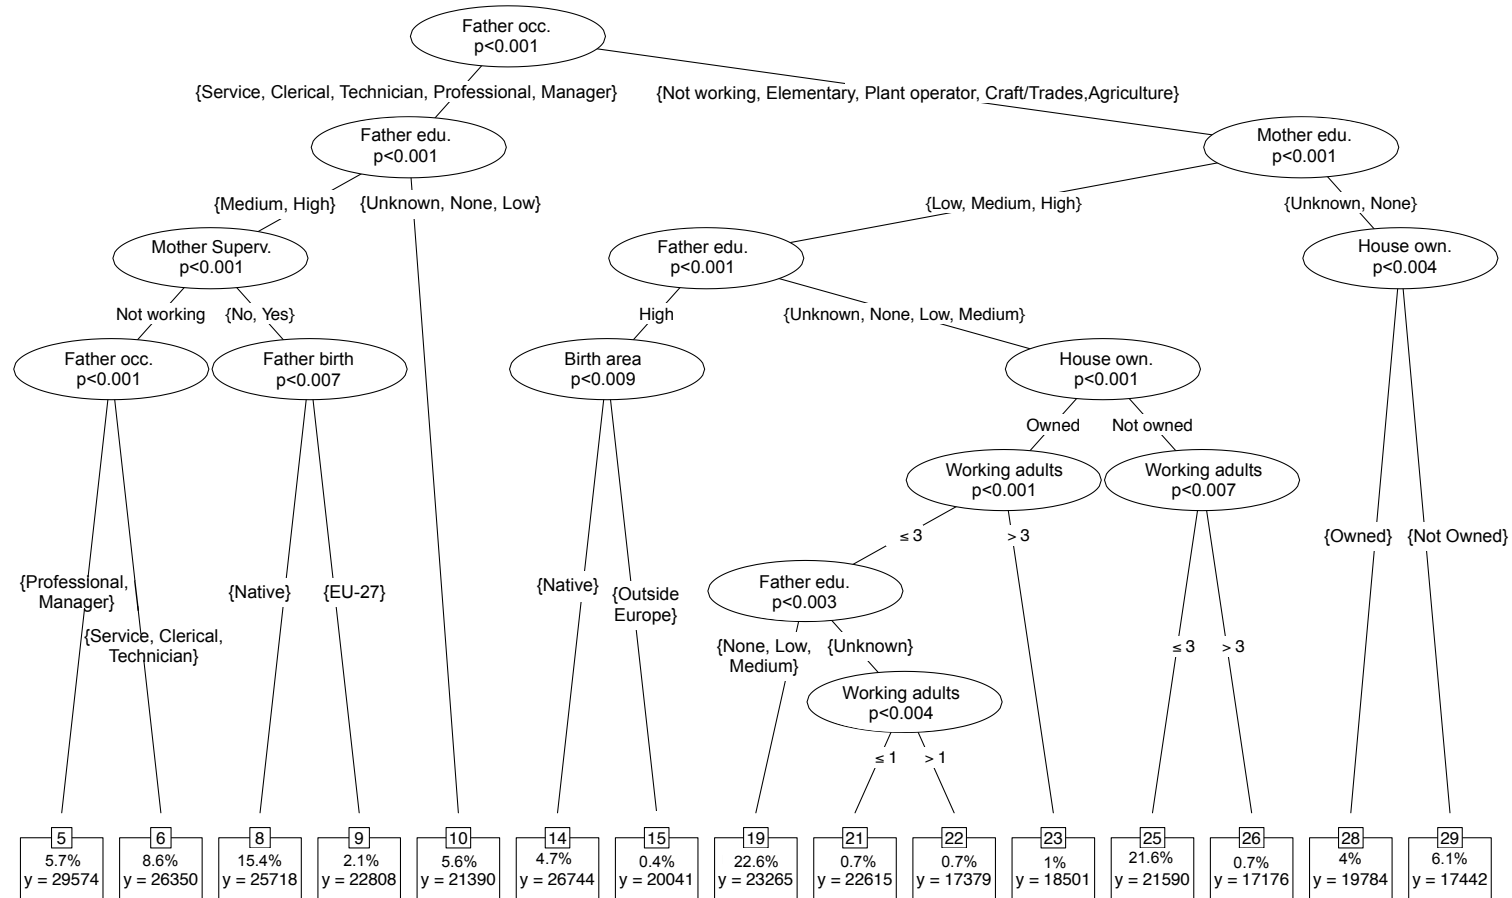 Father occ.
p<0.001
{Service, Clerical, Technician, Professional, Manager}
{Not working, Elementary, Plant operator, Craft/Trades,Agriculture}
Father edu.
p<0.001
Mother edu.
p<0.001
{Medium, High}
{Unknown, None, Low}
{Low, Medium, High}
{Unknown, None}
Mother Superv.
p<0.001
Father edu.
p<0.001
House own.
p<0.004
Not working
{No, Yes}
High
{Unknown, None, Low, Medium}
Father occ.
p<0.001
Father birth
p<0.007
Birth area
p<0.009
House own.
p<0.001
Owned
Not owned
Working adults
p<0.001
Working adults
p<0.007
≤ 3
> 3
{Owned}
{Not Owned}
{Professional,
Manager}
{Service, Clerical,
Technician}
{Native}
{EU-27}
{Native}
{Outside
Europe}
Father edu.
p<0.003
{None, Low,
Medium}
{Unknown}
≤ 3
> 3
Working adults
p<0.004
≤ 1
> 1
5
5.7%
y = 29574
6
8.6%
y = 26350
8
15.4%
y = 25718
9
2.1%
y = 22808
10
5.6%
y = 21390
14
4.7%
y = 26744
15
0.4%
y = 20041
19
22.6%
y = 23265
21
0.7%
y = 22615
22
0.7%
y = 17379
23
1%
y = 18501
25
21.6%
y = 21590
26
0.7%
y = 17176
28
4%
y = 19784
29
6.1%
y = 17442